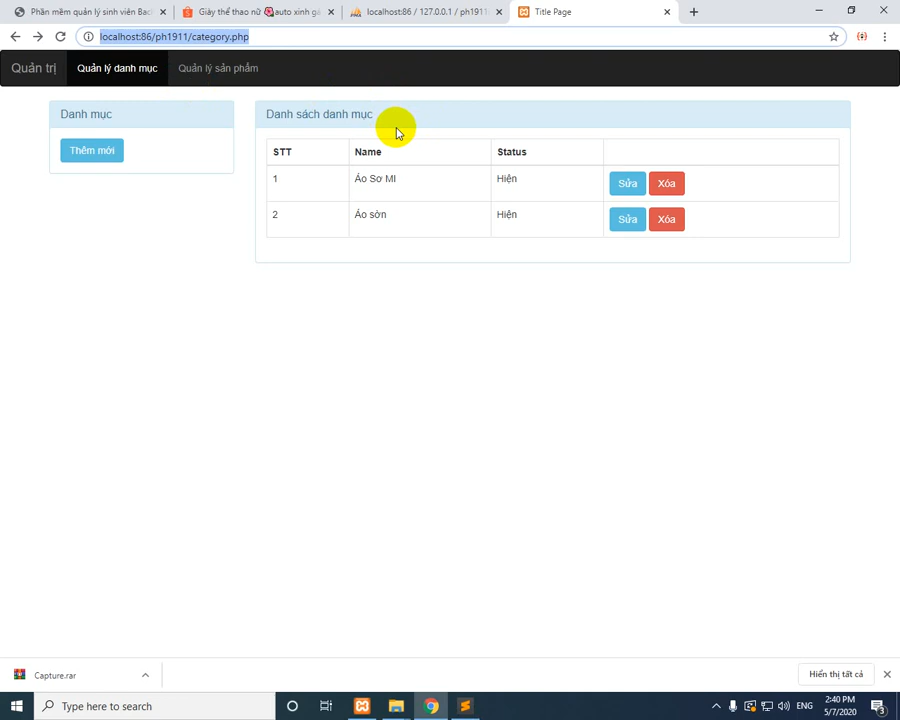 Phần mềm quản lý sinh viên Bach
Giày thể thao nữ 🌺auto xinh gá
localhost:86 / 127.0.0.1 / ph1911
Title Page
localhost:86/ph1911/category.php
Quản trị
Quản lý danh mục
Quản lý sản phẩm
Danh mục
Thêm mới
Danh sách danh mục
STT Name Status
1 Áo Sơ MI Hiện Sửa Xóa
2 Áo sờn Hiện Sửa Xóa
Capture.rar
Hiển thị tất cả
Type here to search
ENG
2:40 PM
5/7/2020
3